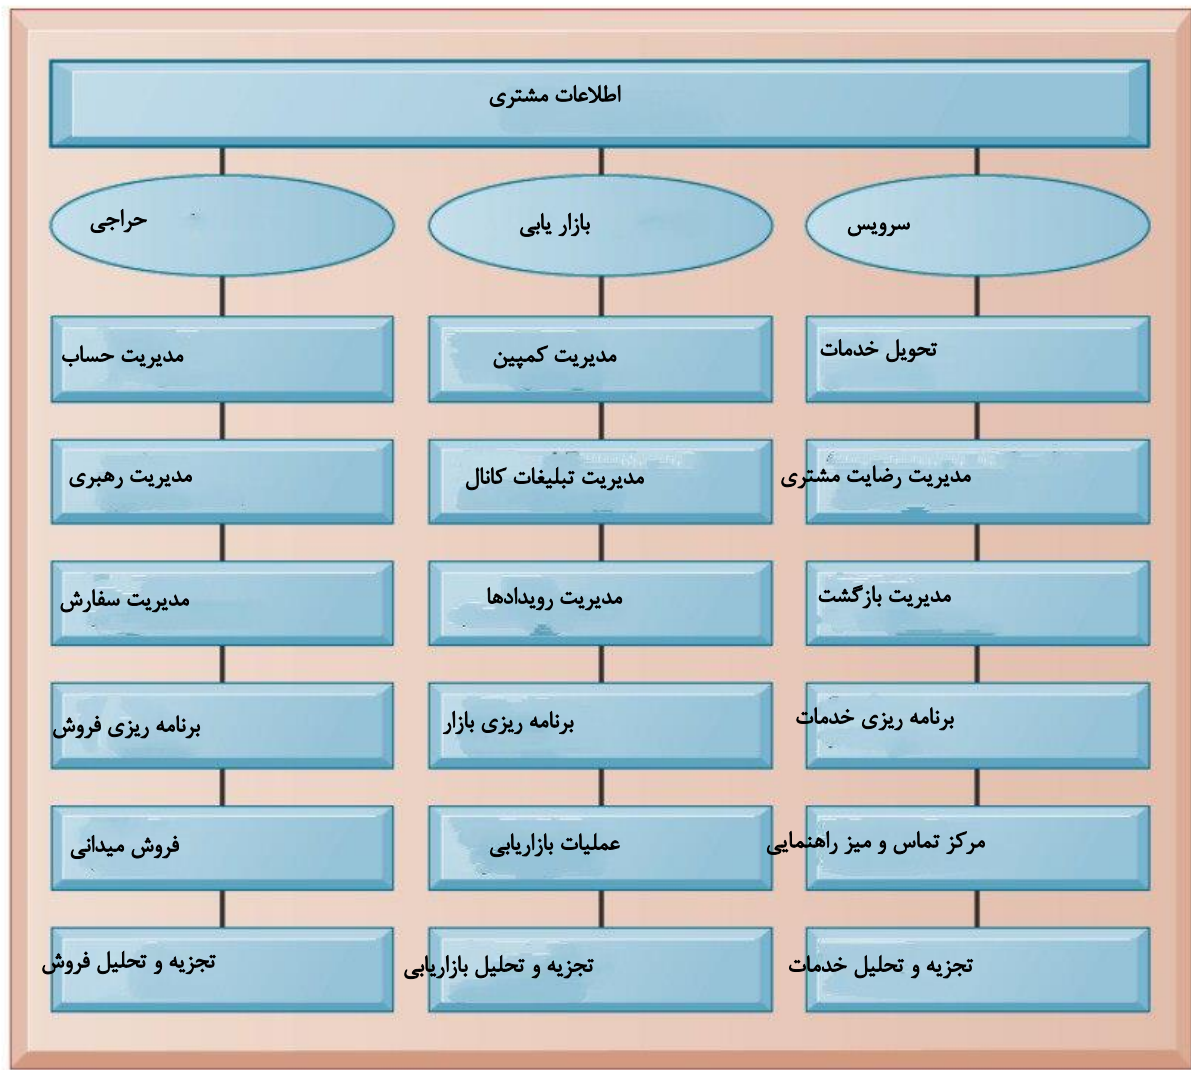 اطلاعات مشتری
سرویس
بازار یابی
حراجی
تحویل خدمات
مدیریت کمپین
مدیریت حساب
مدیریت رضایت مشتری
مدیریت تبلیغات کانال
مدیریت رهبری
مدیریت بازگشت
مدیریت رویدادها
مدیریت سفارش
برنامه ریزی خدمات
برنامه ریزی بازار
برنامه ریزی فروش
مرکز تماس و میز راهنمایی
عملیات بازاریابی
فروش میدانی
تجزیه و تحلیل خدمات
تجزیه و تحلیل بازاریابی
تجزیه و تحلیل فروش